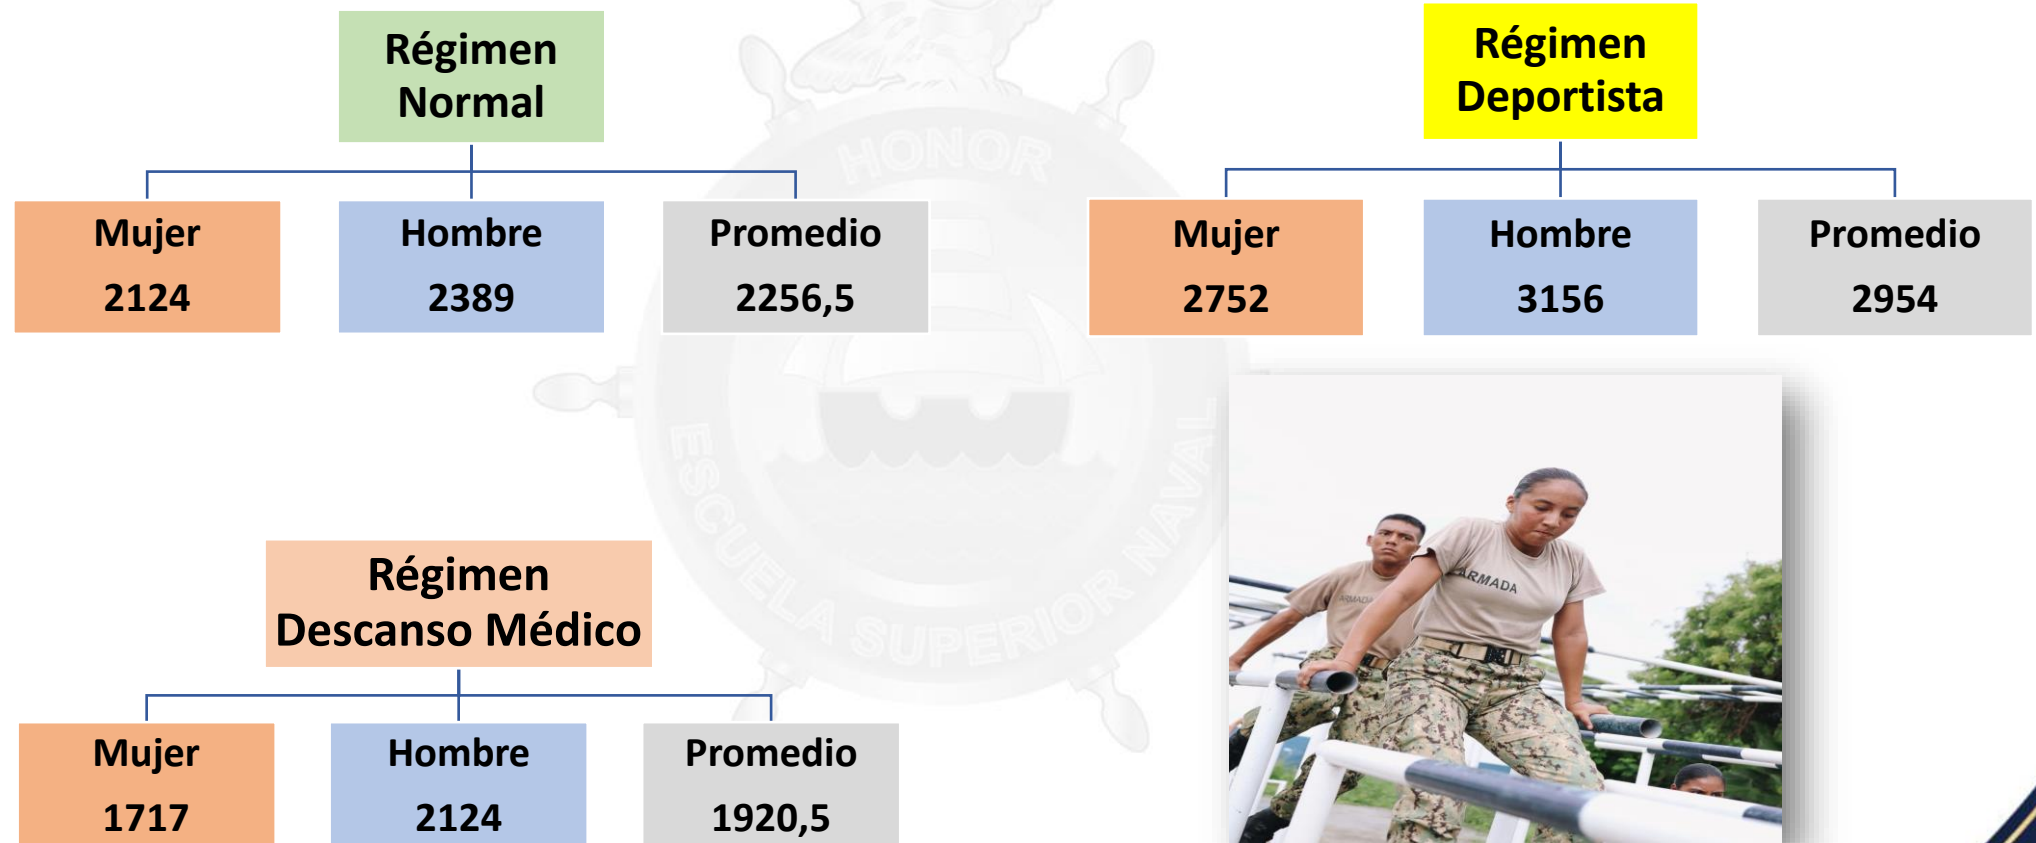 Régimen
Normal
Mujer
2124
Hombre
2389
Promedio
2256,5
Régimen
Deportista
Mujer
2752
Hombre
3156
Promedio
2954
Régimen
Descanso Médico
Mujer
1717
Hombre
2124
Promedio
1920,5
HONOR
ESCUELA SUPERIOR NAVAL
ARMADA
ARMADA